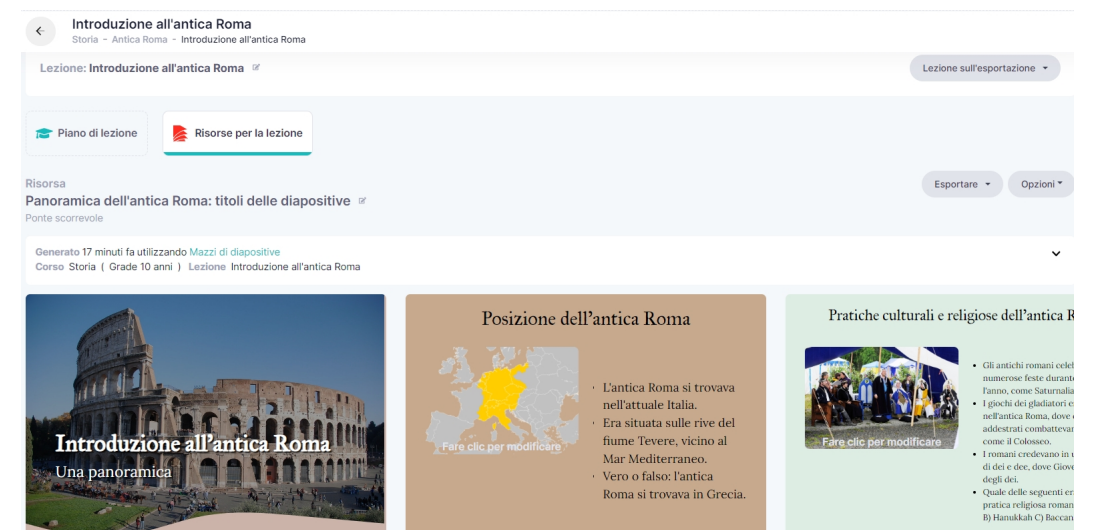 Introduzione all'antica Roma
Storia - Antica Roma - Introduzione all'antica Roma
Lezione: Introduzione all'antica Roma
Lezione sull'esportazione
Piano di lezione
Risorse per la lezione
Risorsa
Esportare
Opzioni
Panoramica dell'antica Roma: titoli delle diapositive
Ponte scorrevole
Generato 17 minuti fa utilizzando Mazzi di diapositive
Corso Storia ( Grade 10 anni ) Lezione Introduzione all'antica Roma
Introduzione all'antica Roma
Una panoramica
Posizione dell'antica Roma
Fare clic per modificare
· L'antica Roma si trovava
nell'attuale Italia.
· Era situata sulle rive del
fiume Tevere, vicino al
Mar Mediterraneo.
· Vero o falso: l'antica
Roma si trovava in Grecia.
Pratiche culturali e religiose dell'antica
Fare clic per modificare
• Gli antichi romani
numerose feste
l'anno, come Saturnalia
• I giochi dei gladiatori
nell'antica Roma, dove
addestrati
come il Colosseo.
• I romani credevano in
di dei e dee, dove
degli dei.
• Quale delle seguenti
pratica religiosa
B) Hanukkah C)